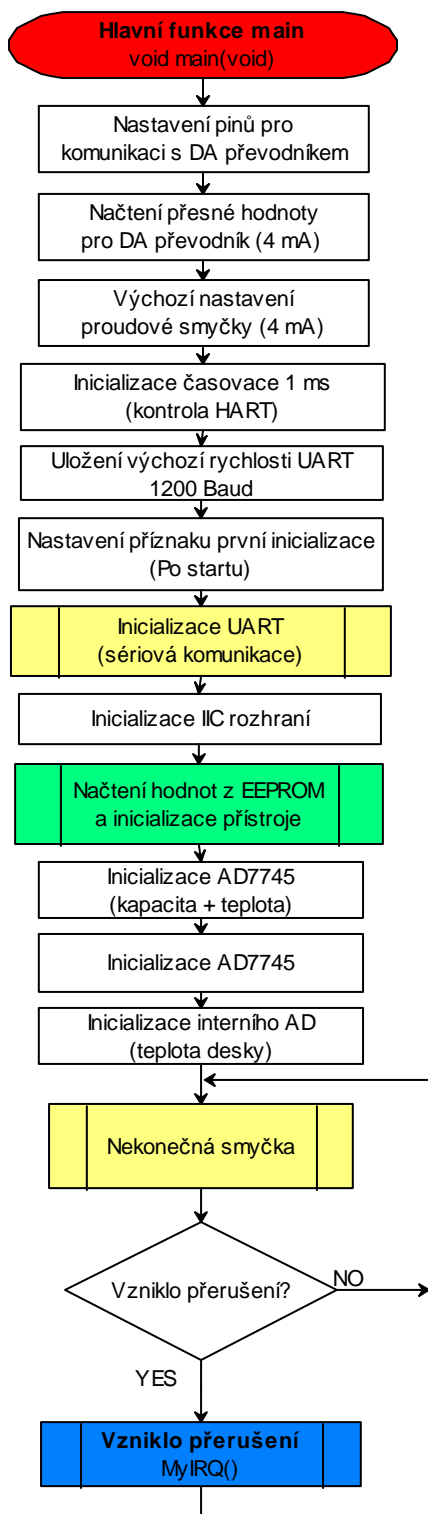 Hlavní funkce main
void main(void)
Nastavení pinů pro
komunikaci s DA převodníkem
Načtení přesné hodnoty
pro DA převodník (4 mA)
Výchozí nastavení
proudové smyčky (4 mA)
Inicializace časovace 1 ms
(kontrola HART)
Uložení výchozí rychlosti UART
1200 Baud
Nastavení příznaku první inicializace
(Po startu)
Inicializace UART
(sériová komunikace)
Inicializace IIC rozhraní
Načtení hodnot z EEPROM
a inicializace přístroje
Inicializace AD7745
(kapacita + teplota)
Inicializace AD7745
Inicializace interního AD
(teplota desky)
Nekonečná smyčka
Vzniklo přerušení?
NO
YES
Vzniklo přerušení
MyIRQ()